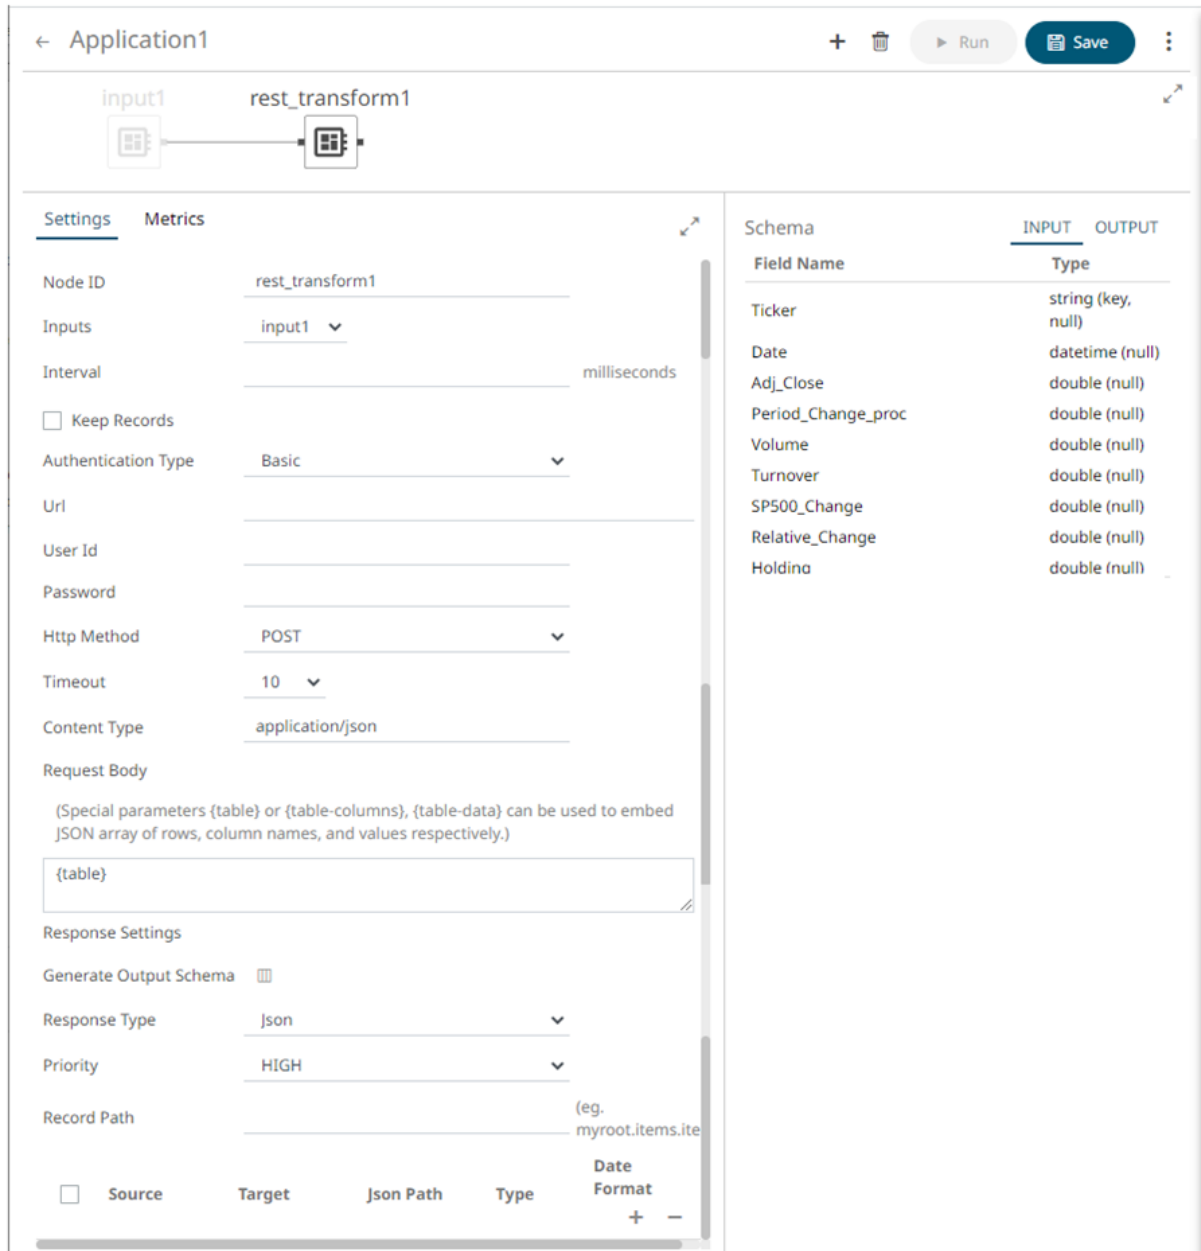 Application1
Run
Save
input1
rest_transform1
Settings
Metrics
Node ID
rest_transform1
Inputs
input1
Interval
milliseconds
Keep Records
Authentication Type
Basic
Url
User Id
Password
Http Method
POST
Timeout
10
Content Type
application/json
Request Body
(Special parameters {table} or {table-columns}, {table-data} can be used to embed
JSON array of rows, column names, and values respectively.)
{table}
Response Settings
Generate Output Schema
Response Type
Json
Priority
HIGH
Record Path
(eg.
myroot.items.ite
Source
Target
Json Path
Type
Date
Format
Schema
INPUT
OUTPUT
Field Name
Type
Ticker
string (key,
null)
Date
datetime (null)
Adj_Close
double (null)
Period_Change_proc
double (null)
Volume
double (null)
Turnover
double (null)
SP500_Change
double (null)
Relative_Change
double (null)
Holding
double (null)